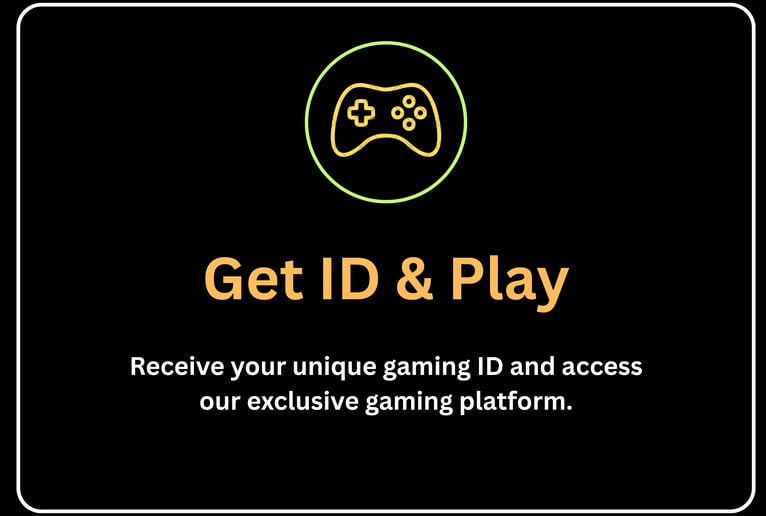 Get ID & Play
Receive your unique gaming ID and access
our exclusive gaming platform.